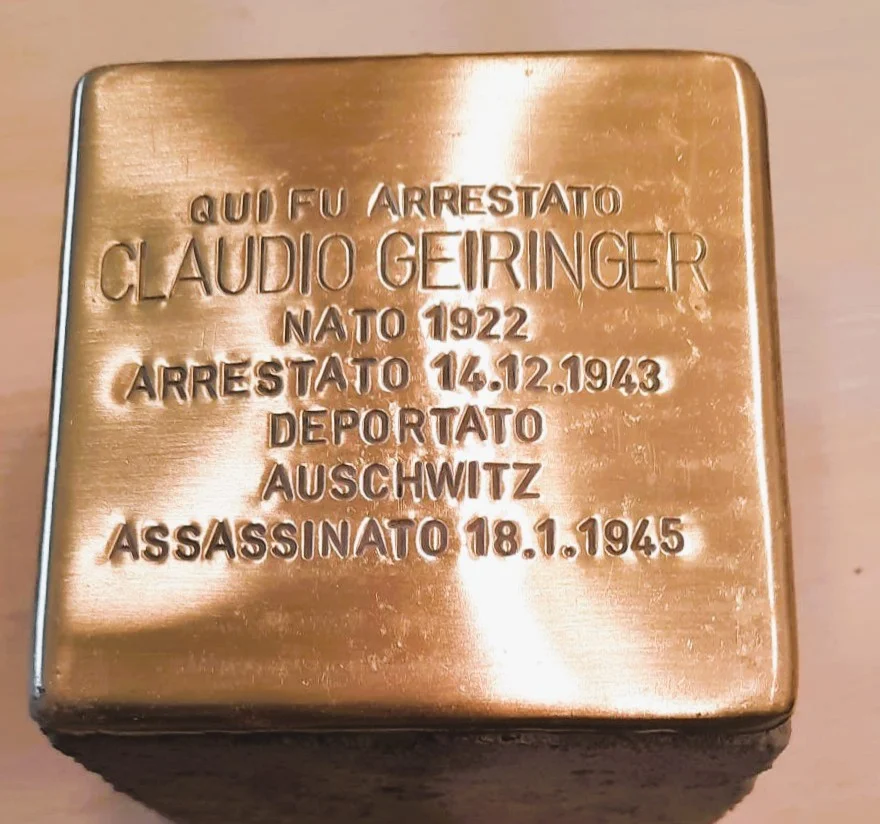 QUI FU ARRESTATO
CLAUDIO GEIRINGER
NATO 1922
ARRESTATO 14.12.1943
DEPORTATO
AUSCHWITZ
ASSASSINATO 18.1.1945